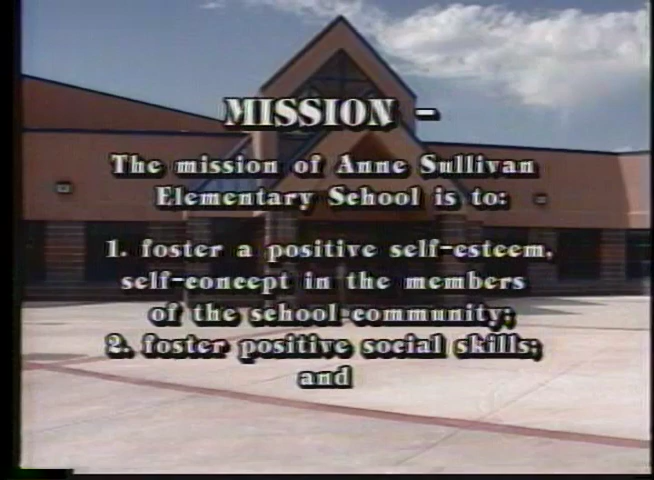 MISSION -
The mission of Anne Sullivan
Elementary School is to:
1. foster a positive self-esteem,
self-concept in the members
of the school community;
2. foster positive social skills;
and